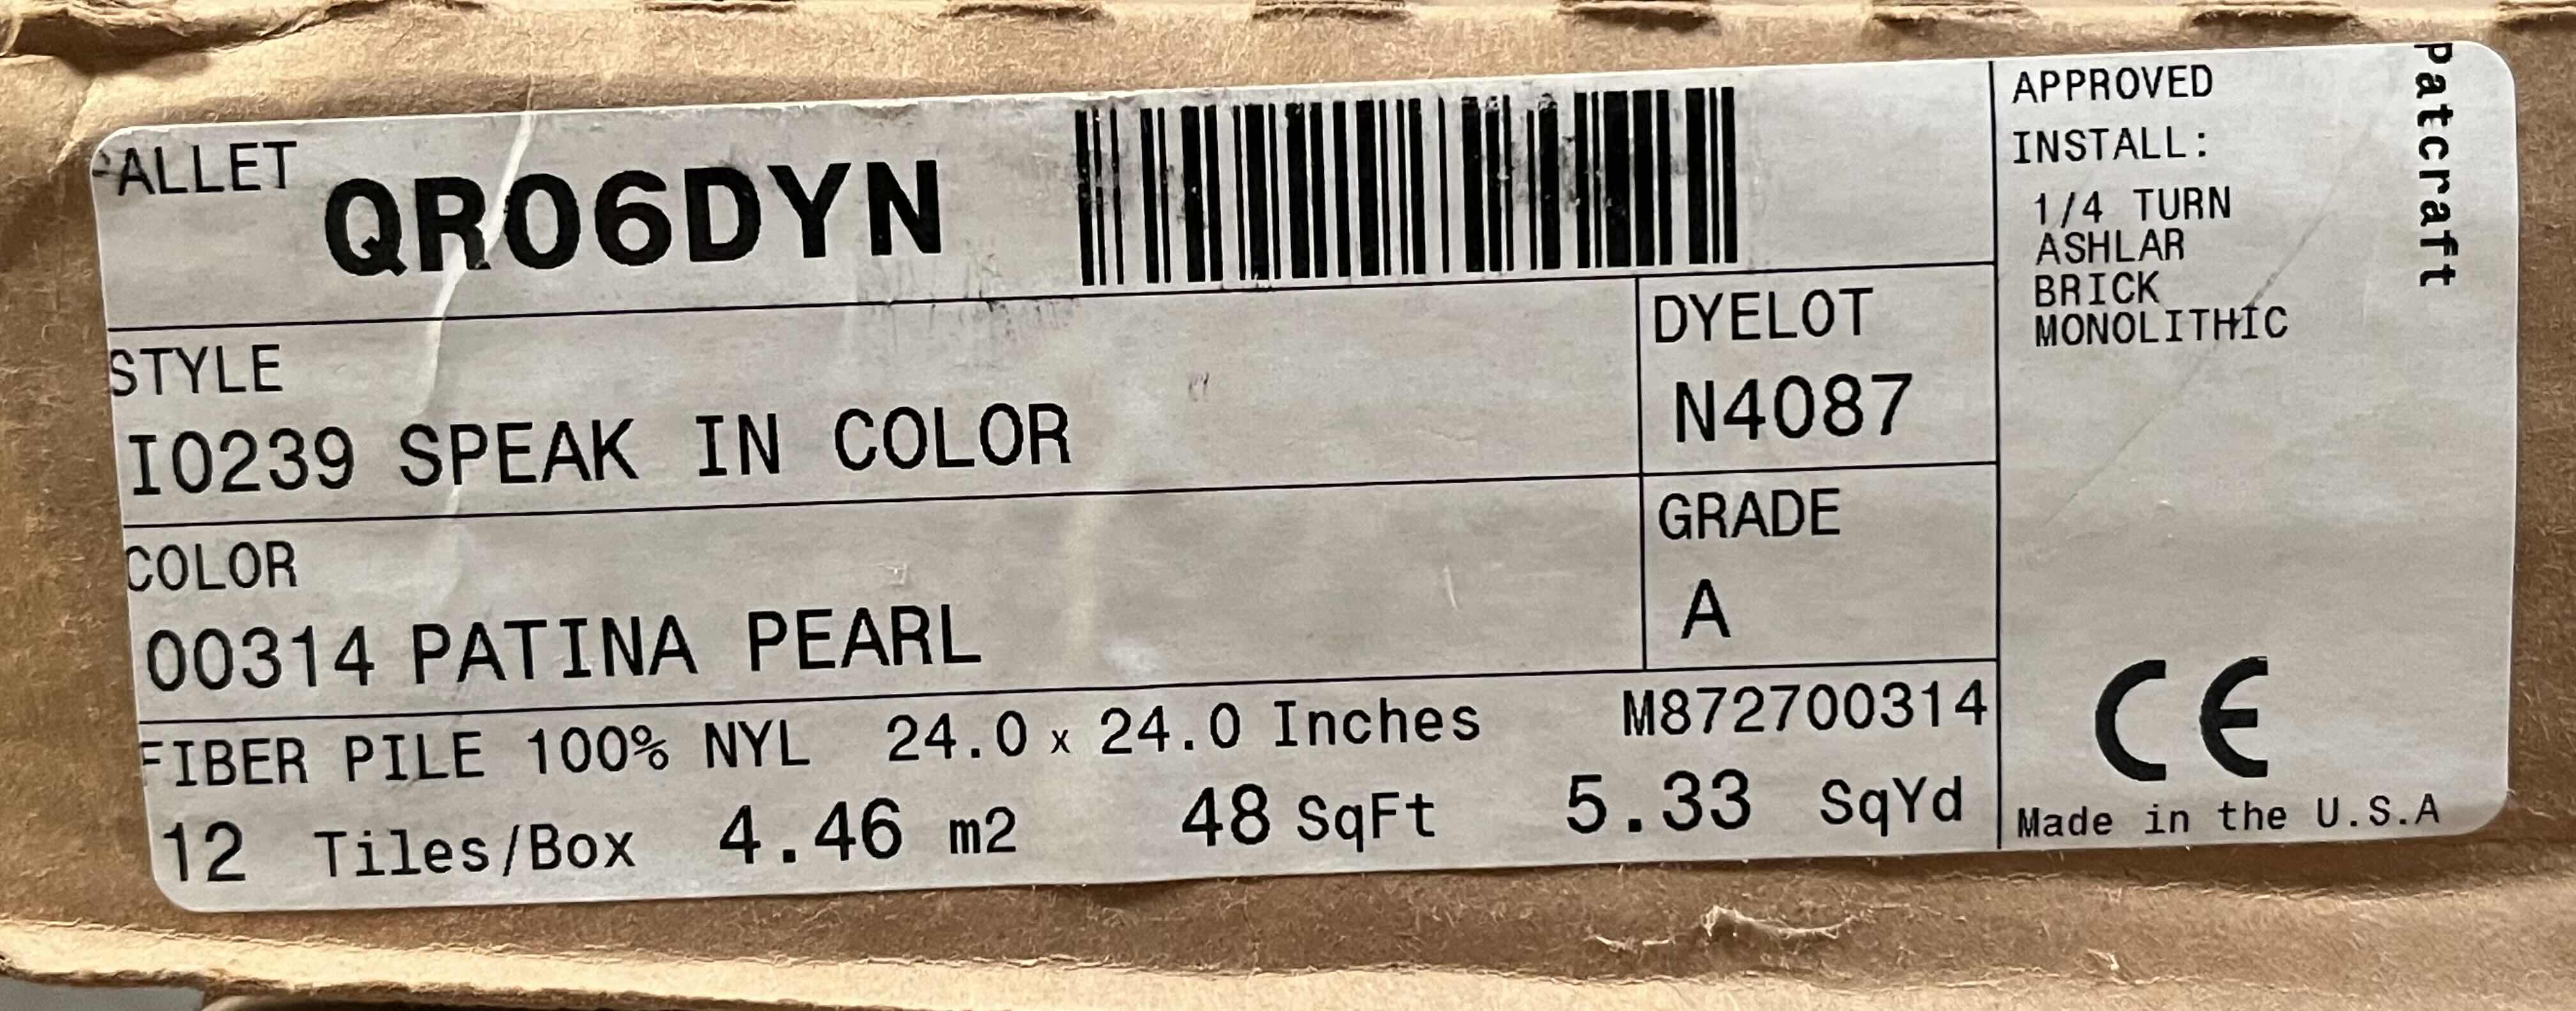 PALLET
QR06DYN
STYLE
I0239 SPEAK IN COLOR
DYELOT
N4087
COLOR
00314 PATINA PEARL
GRADE
A
FIBER PILE 100% NYL 24.0 x 24.0 Inches M872700314
12 Tiles/Box 4.46 m2 48 SqFt 5.33 SqYd
APPROVED
INSTALL:
1/4 TURN
ASHLAR
BRICK
MONOLITHIC
Patcraft
CE
Made in the U.S.A